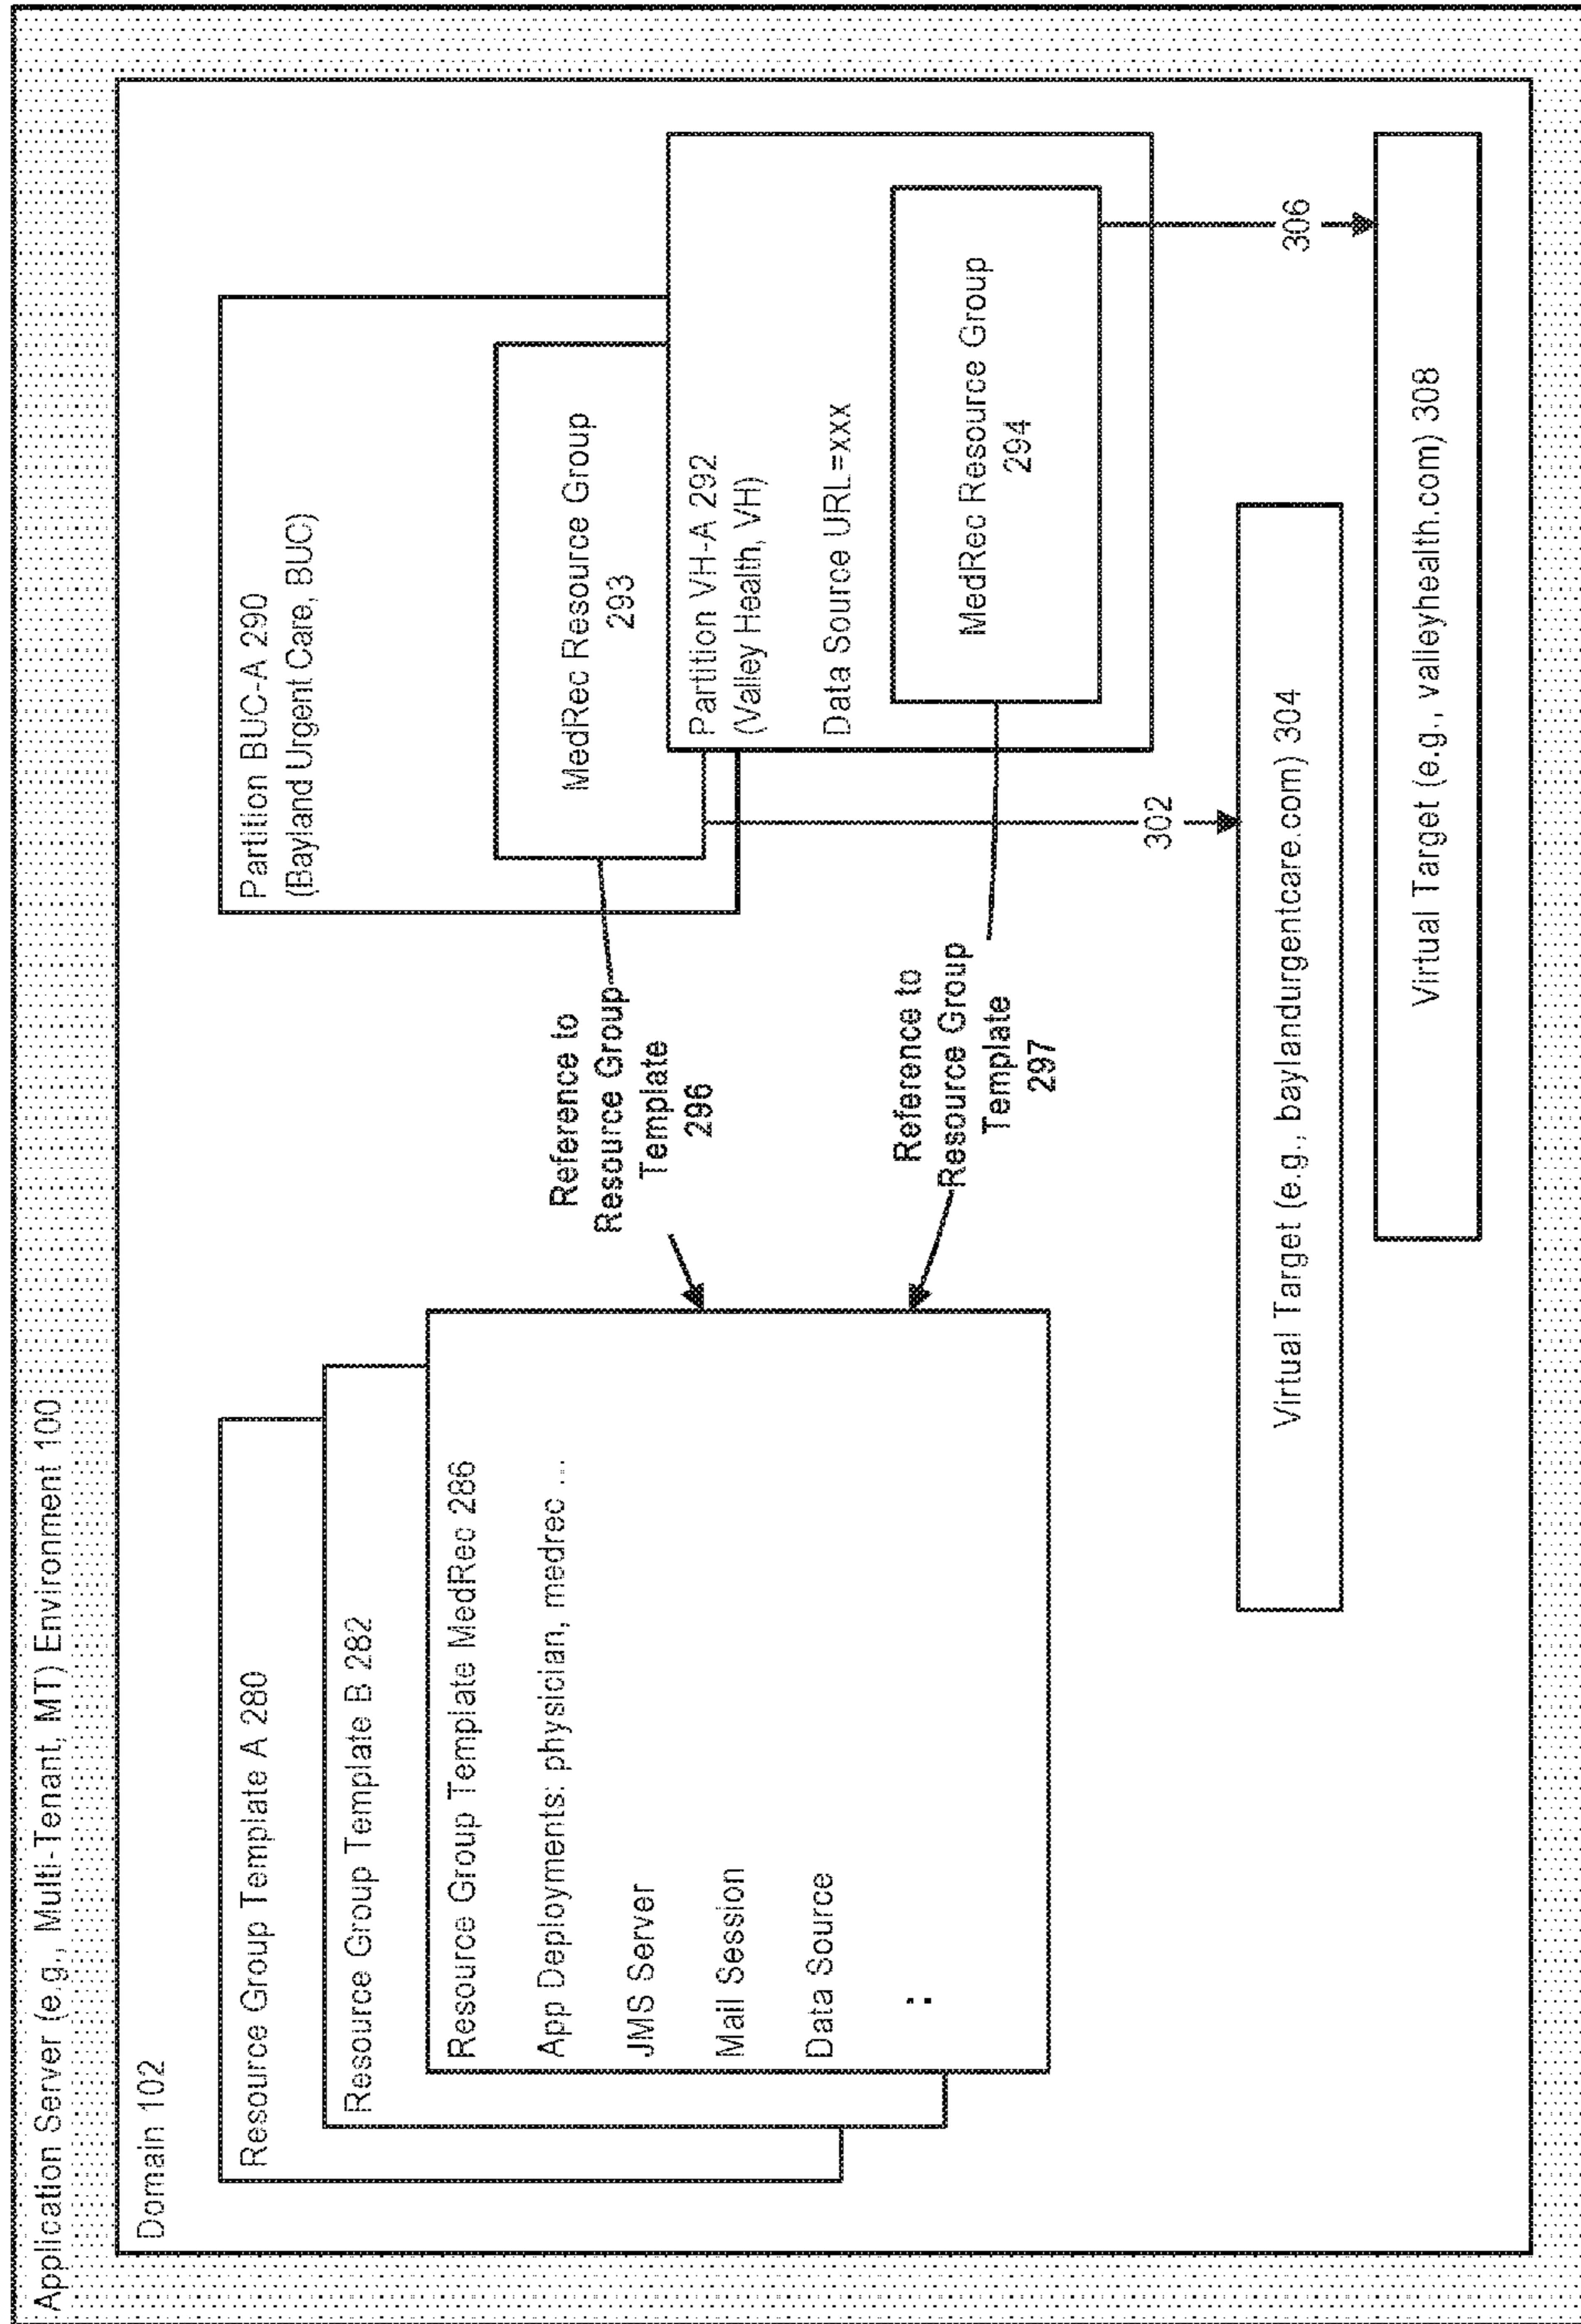 Application Server (e.g., Multi-Tenant, MT) Environment 100
Domain 102
Resource Group Template A 280
Resource Group Template B 282
Resource Group Template MedRec 286
App Deployments: physician, medrec ...
JMS Server
Mail Session
Data Source
:
Reference to
Resource Group
Template
296
Reference to
Resource Group
Template
297
Partition BUC-A 290
(Bayland Urgent Care, BUC)
MedRec Resource Group
293
Partition VH-A 292
(Valley Health, VH)
Data Source URL=xxx
MedRec Resource Group
294
302
306
Virtual Target (e.g., baylandurgentcare.com) 304
Virtual Target (e.g., valleyhealth.com) 308